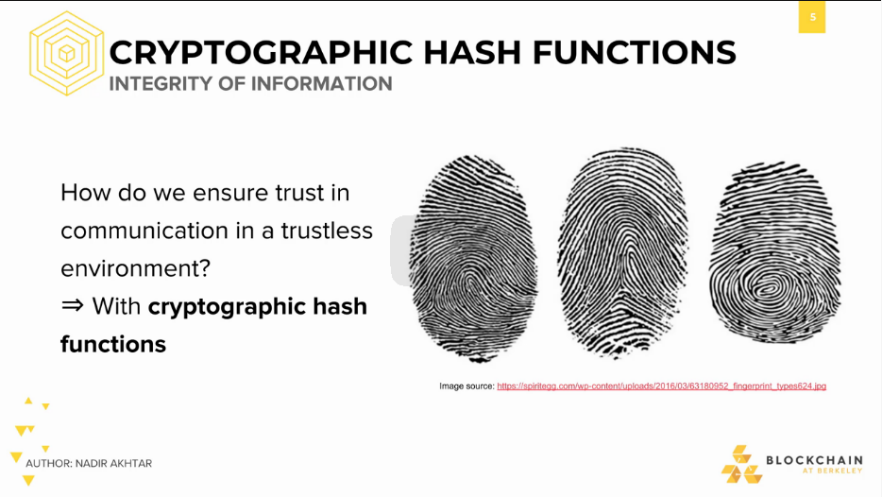 5
CRYPTOGRAPHIC HASH FUNCTIONS
INTEGRITY OF INFORMATION
How do we ensure trust in
communication in a trustless
environment?
⇒ With cryptographic hash
functions
Image source: https://spiritegg.com/wp-content/uploads/2016/03/63180952_fingerprint_types624.jpg
AUTHOR: NADIR AKHTAR
BLOCKCHAIN
AT BERKELEY